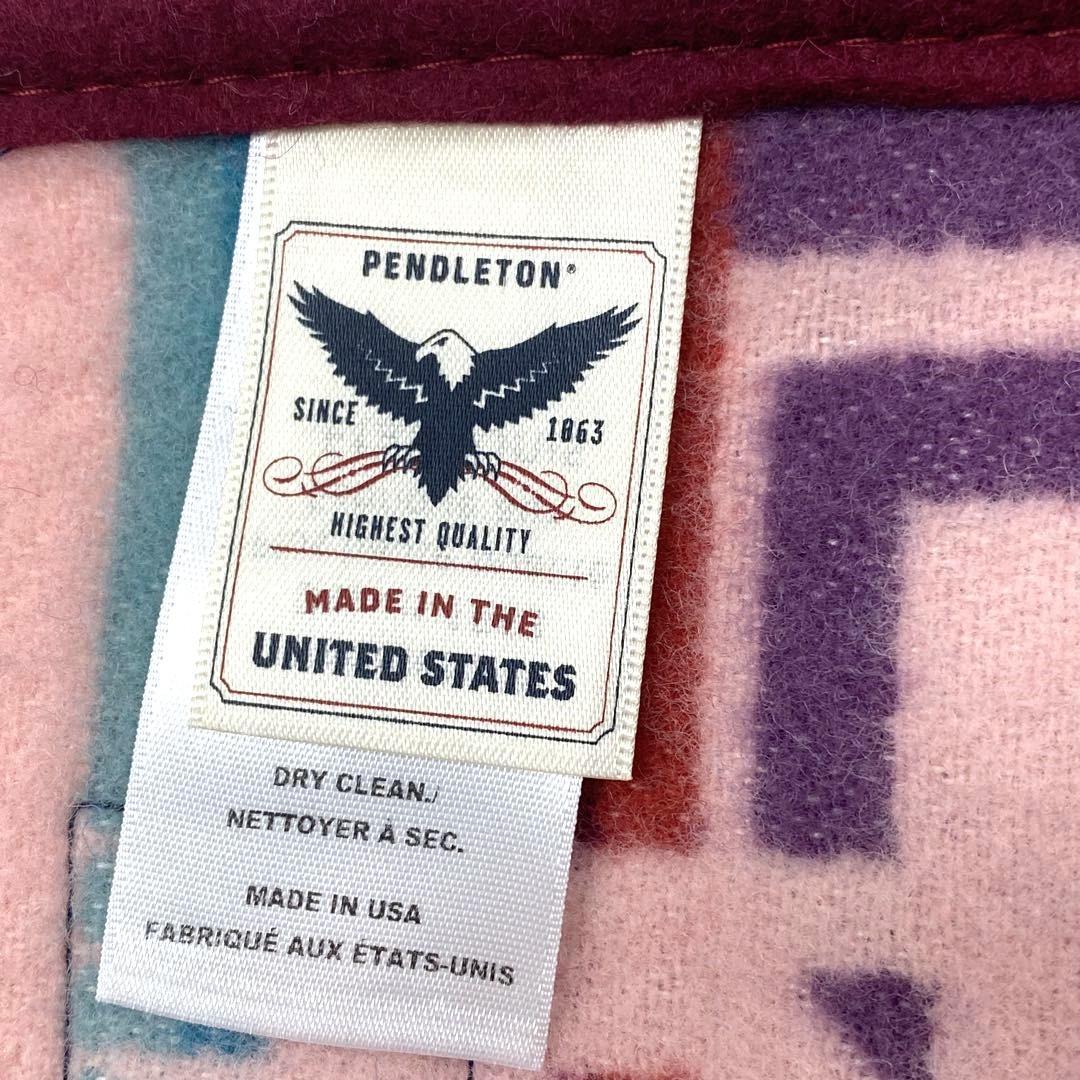 PENDLETON®
SINCE 1863
HIGHEST QUALITY
MADE IN THE
UNITED STATES
DRY CLEAN./
NETTOYER À SEC.
MADE IN USA
FABRIQUÉ AUX ETATS-UNIS